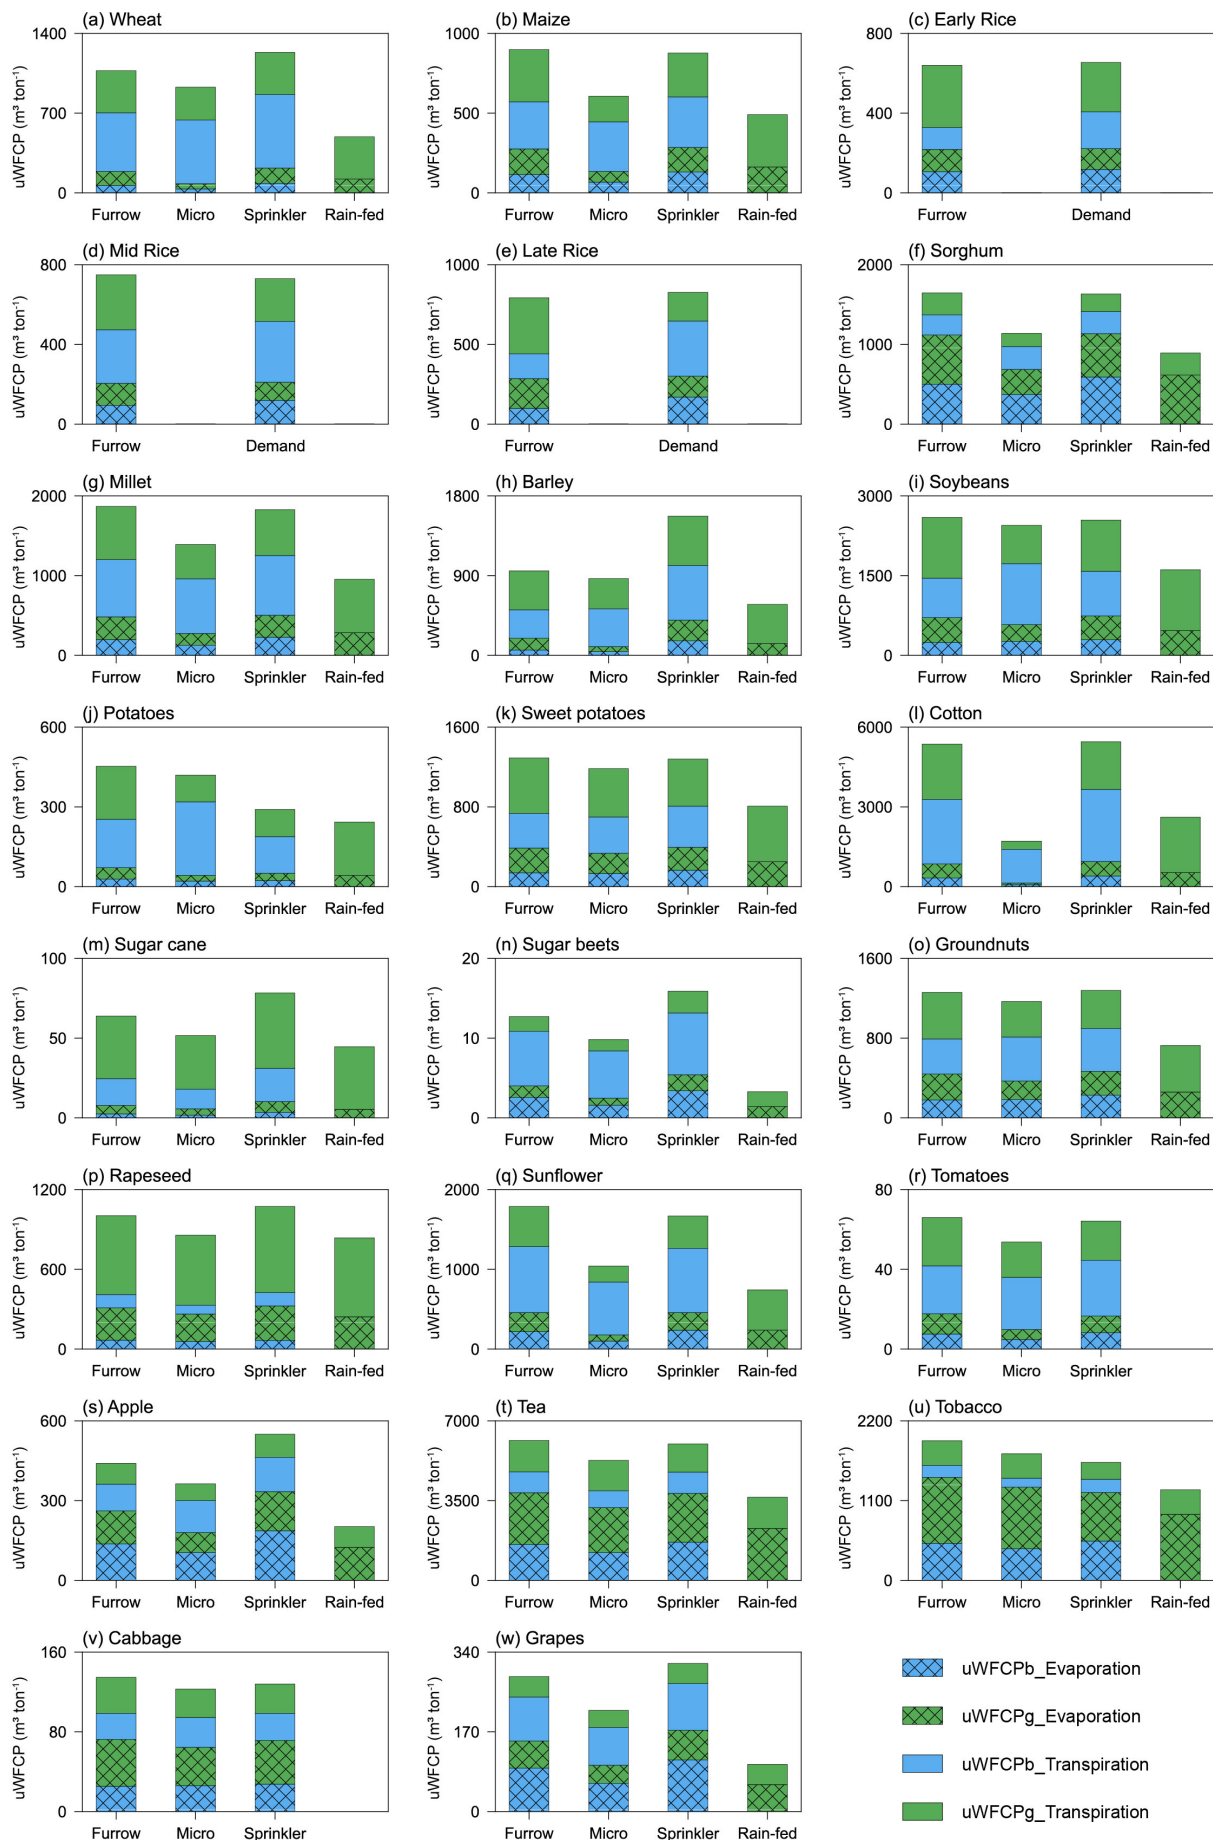 (a) Wheat
uWFCP (m³ ton⁻¹)
1400
700
0
Furrow Micro Sprinkler Rain-fed
(b) Maize
uWFCP (m³ ton⁻¹)
1000
500
0
Furrow Micro Sprinkler Rain-fed
(c) Early Rice
uWFCP (m³ ton⁻¹)
800
400
0
Furrow Demand
(d) Mid Rice
uWFCP (m³ ton⁻¹)
800
400
0
Furrow Demand
(e) Late Rice
uWFCP (m³ ton⁻¹)
1000
500
0
Furrow Demand
(f) Sorghum
uWFCP (m³ ton⁻¹)
2000
1000
0
Furrow Micro Sprinkler Rain-fed
(g) Millet
uWFCP (m³ ton⁻¹)
2000
1000
0
Furrow Micro Sprinkler Rain-fed
(h) Barley
uWFCP (m³ ton⁻¹)
1800
900
0
Furrow Micro Sprinkler Rain-fed
(i) Soybeans
uWFCP (m³ ton⁻¹)
3000
1500
0
Furrow Micro Sprinkler Rain-fed
(j) Potatoes
uWFCP (m³ ton⁻¹)
600
300
0
Furrow Micro Sprinkler Rain-fed
(k) Sweet potatoes
uWFCP (m³ ton⁻¹)
1600
800
0
Furrow Micro Sprinkler Rain-fed
(l) Cotton
uWFCP (m³ ton⁻¹)
6000
3000
0
Furrow Micro Sprinkler Rain-fed
(m) Sugar cane
uWFCP (m³ ton⁻¹)
100
50
0
Furrow Micro Sprinkler Rain-fed
(n) Sugar beets
uWFCP (m³ ton⁻¹)
20
10
0
Furrow Micro Sprinkler Rain-fed
(o) Groundnuts
uWFCP (m³ ton⁻¹)
1600
800
0
Furrow Micro Sprinkler Rain-fed
(p) Rapeseed
uWFCP (m³ ton⁻¹)
1200
600
0
Furrow Micro Sprinkler Rain-fed
(q) Sunflower
uWFCP (m³ ton⁻¹)
2000
1000
0
Furrow Micro Sprinkler Rain-fed
(r) Tomatoes
uWFCP (m³ ton⁻¹)
80
40
0
Furrow Micro Sprinkler
(s) Apple
uWFCP (m³ ton⁻¹)
600
300
0
Furrow Micro Sprinkler Rain-fed
(t) Tea
uWFCP (m³ ton⁻¹)
7000
3500
0
Furrow Micro Sprinkler Rain-fed
(u) Tobacco
uWFCP (m³ ton⁻¹)
2200
1100
0
Furrow Micro Sprinkler Rain-fed
(v) Cabbage
uWFCP (m³ ton⁻¹)
160
80
0
Furrow Micro Sprinkler
(w) Grapes
uWFCP (m³ ton⁻¹)
340
170
0
Furrow Micro Sprinkler Rain-fed
uWFCPb_Evaporation
uWFCPg_Evaporation
uWFCPb_Transpiration
uWFCPg_Transpiration